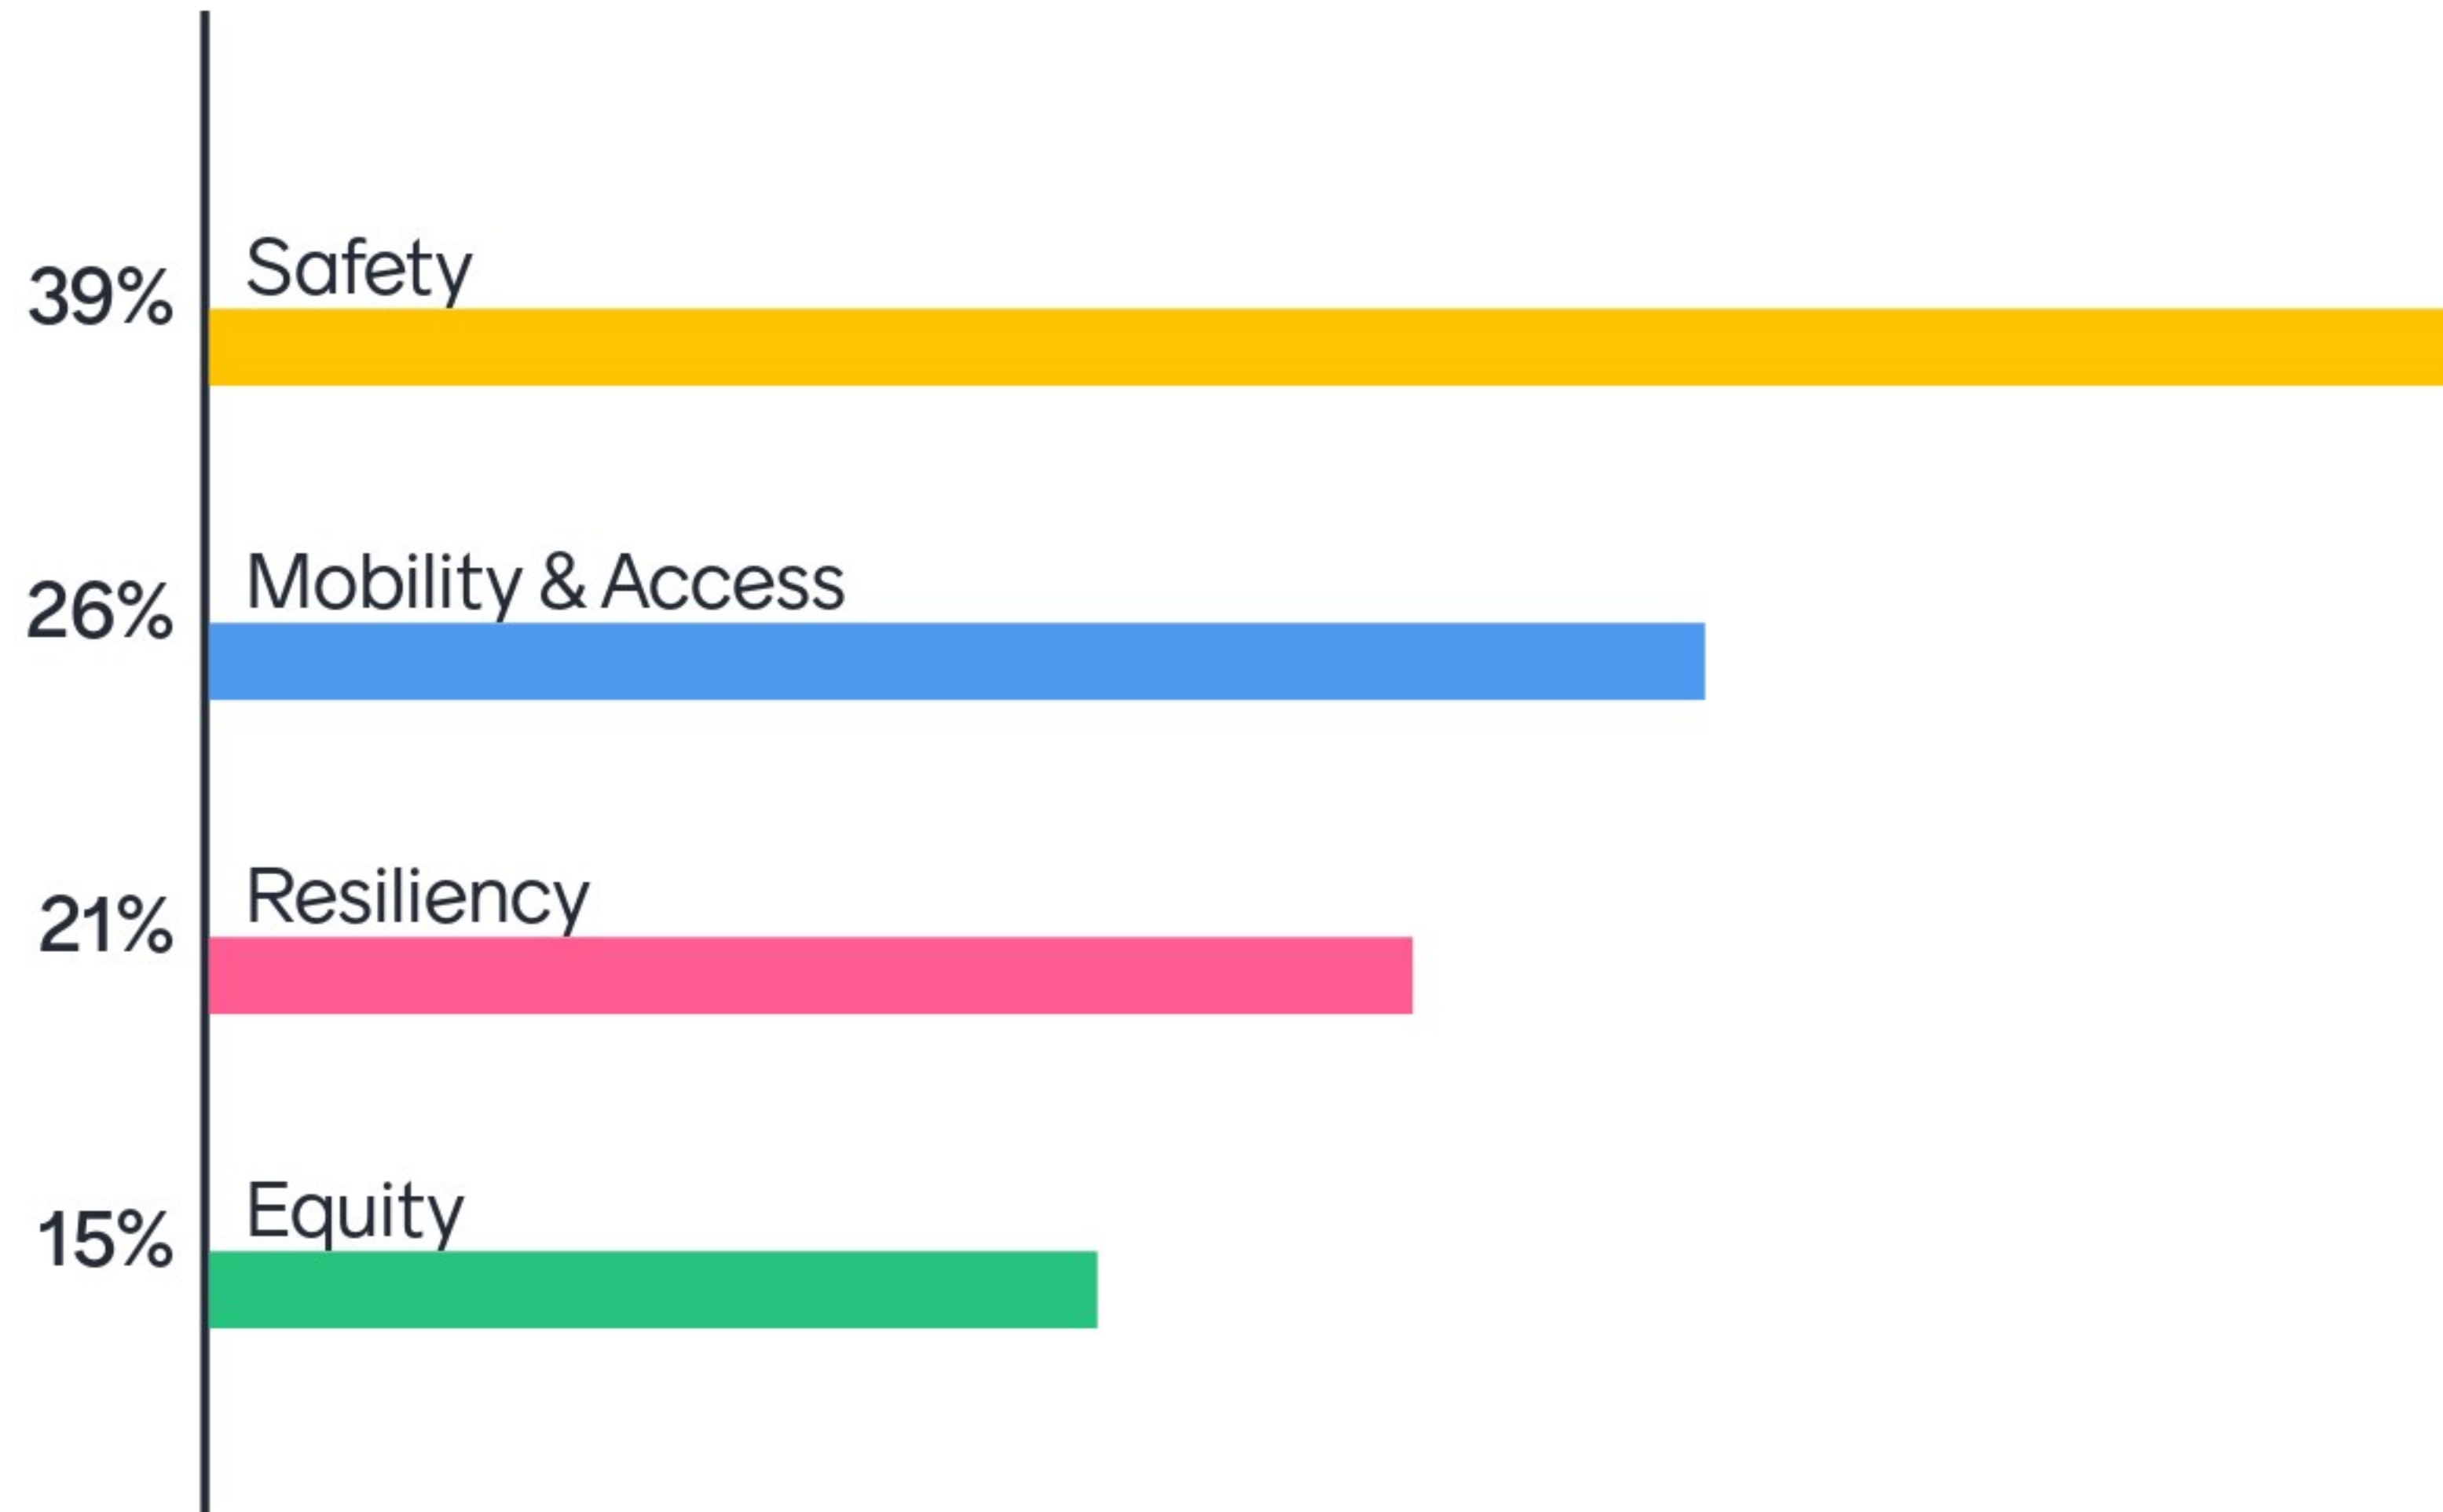 Safety
39%
Mobility & Access
26%
Resiliency
21%
Equity
15%